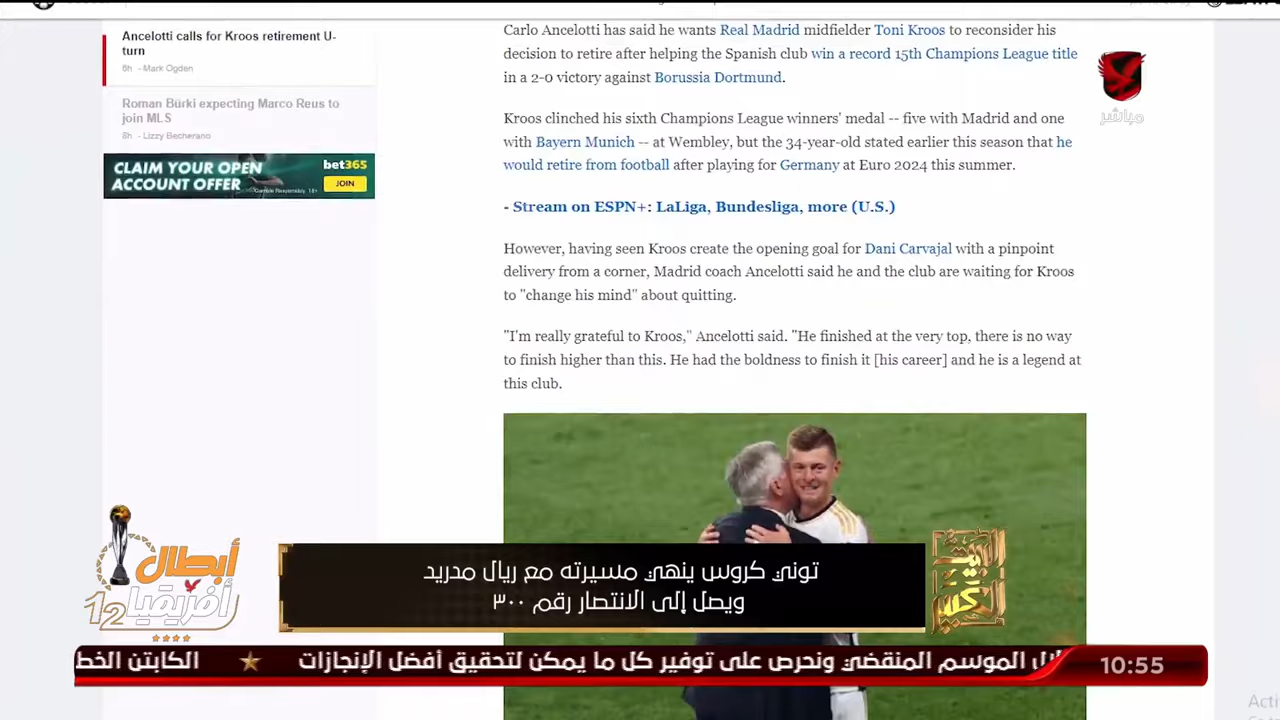 Ancelotti calls for Kroos retirement U-
turn
6h - Mark Ogden
Roman Bürki expecting Marco Reus to
join MLS
8h - Lizzy Becherano
CLAIM YOUR OPEN
ACCOUNT OFFER
bet365
JOIN
Gamble Responsibly. 18+
Carlo Ancelotti has said he wants Real Madrid midfielder Toni Kroos to reconsider his
decision to retire after helping the Spanish club win a record 15th Champions League title
in a 2-0 victory against Borussia Dortmund.
Kroos clinched his sixth Champions League winners' medal -- five with Madrid and one
with Bayern Munich -- at Wembley, but the 34-year-old stated earlier this season that he
would retire from football after playing for Germany at Euro 2024 this summer.
- Stream on ESPN+: LaLiga, Bundesliga, more (U.S.)
However, having seen Kroos create the opening goal for Dani Carvajal with a pinpoint
delivery from a corner, Madrid coach Ancelotti said he and the club are waiting for Kroos
to "change his mind" about quitting.
"I'm really grateful to Kroos," Ancelotti said. "He finished at the very top, there is no way
to finish higher than this. He had the boldness to finish it [his career] and he is a legend at
this club.
مباشر
أبطال
أفريقيا
12
توني كروس ينهي مسيرته مع ريال مدريد
ويصل إلى الانتصار رقم ٣٠٠
البيت
الكبير
الموسم المنقضي ونحرص على توفير كل ما يمكن لتحقيق أفضل الإنجازات ★ الكابتن الخط
10:55
Acti